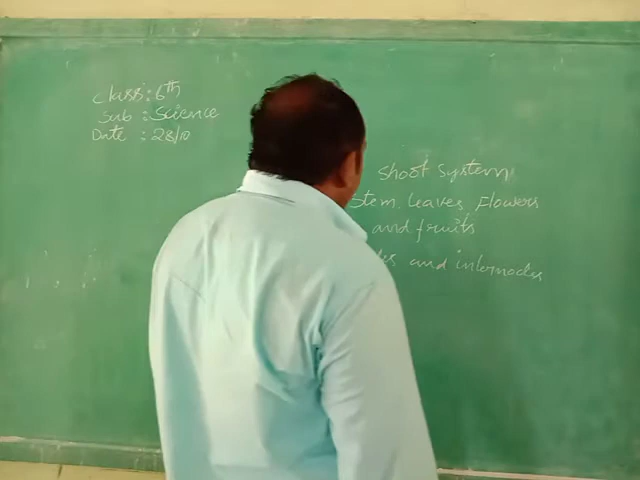 Class: 6th
Sub : Science
Date : 28/10
Shoot System
Stem, leaves, Flowers
and fruits
and internodes